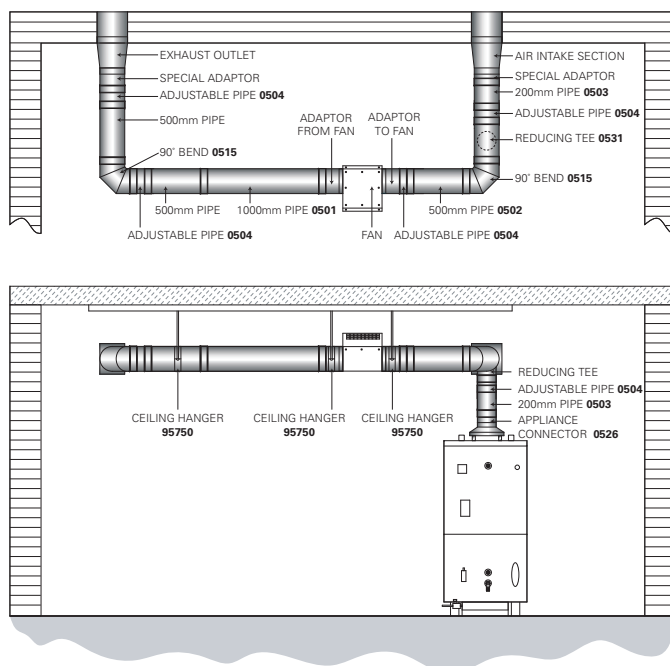 EXHAUST OUTLET
SPECIAL ADAPTOR
ADJUSTABLE PIPE 0504
500mm PIPE
90° BEND 0515
ADAPTOR
FROM FAN
ADAPTOR
TO FAN
AIR INTAKE SECTION
SPECIAL ADAPTOR
200mm PIPE 0503
ADJUSTABLE PIPE 0504
REDUCING TEE 0531
90° BEND 0515
500mm PIPE
1000mm PIPE 0501
500mm PIPE 0502
ADJUSTABLE PIPE 0504
FAN
ADJUSTABLE PIPE 0504
CEILING HANGER
95750
CEILING HANGER
95750
CEILING HANGER
95750
REDUCING TEE
ADJUSTABLE PIPE 0504
200mm PIPE 0503
APPLIANCE
CONNECTOR 0526